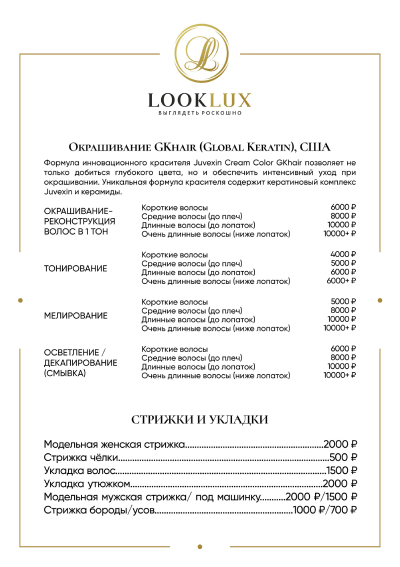 LL
LOOKLUX
ВЫГЛЯДЕТЬ РОСКОШНО
Окрашивание GKhair (Global Keratin), США
Формула инновационного красителя Juvexin Cream Color GKhair позволяет не
только добиться глубокого цвета, но и обеспечить интенсивный уход при
окрашивании. Уникальная формула красителя содержит кератиновый комплекс
Juvexin и керамиды.
ОКРАШИВАНИЕ-
РЕКОНСТРУКЦИЯ
ВОЛОС В 1 ТОН
Короткие волосы 6000 ₽
Средние волосы (до плеч) 8000 ₽
Длинные волосы (до лопаток) 10000 ₽
Очень длинные волосы (ниже лопаток) 10000+ ₽
ТОНИРОВАНИЕ
Короткие волосы 4000 ₽
Средние волосы (до плеч) 5000 ₽
Длинные волосы (до лопаток) 6000 ₽
Очень длинные волосы (ниже лопаток) 6000+ ₽
МЕЛИРОВАНИЕ
Короткие волосы 5000 ₽
Средние волосы (до плеч) 8000 ₽
Длинные волосы (до лопаток) 10000 ₽
Очень длинные волосы (ниже лопаток) 10000+ ₽
ОСВЕТЛЕНИЕ /
ДЕКАПИРОВАНИЕ
(СМЫВКА)
Короткие волосы 6000 ₽
Средние волосы (до плеч) 8000 ₽
Длинные волосы (до лопаток) 10000 ₽
Очень длинные волосы (ниже лопаток) 10000+ ₽
СТРИЖКИ И УКЛАДКИ
Модельная женская стрижка.....2000 ₽
Стрижка чёлки.....500 ₽
Укладка волос.....1500 ₽
Укладка утюжком.....2000 ₽
Модельная мужская стрижка/ под машинку.....2000 ₽/1500 ₽
Стрижка бороды/усов.....1000 ₽/700 ₽